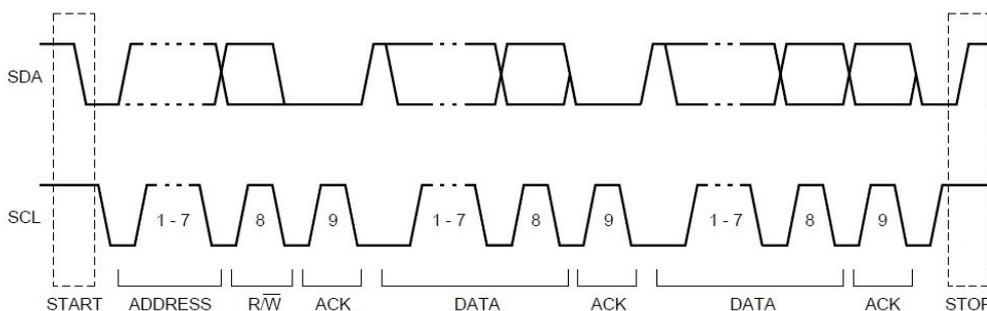 SDA
SCL
1 - 7 8 9 1 - 7 8 9 1 - 7 8 9
START ADDRESS R/W̅ ACK DATA ACK DATA ACK STOP